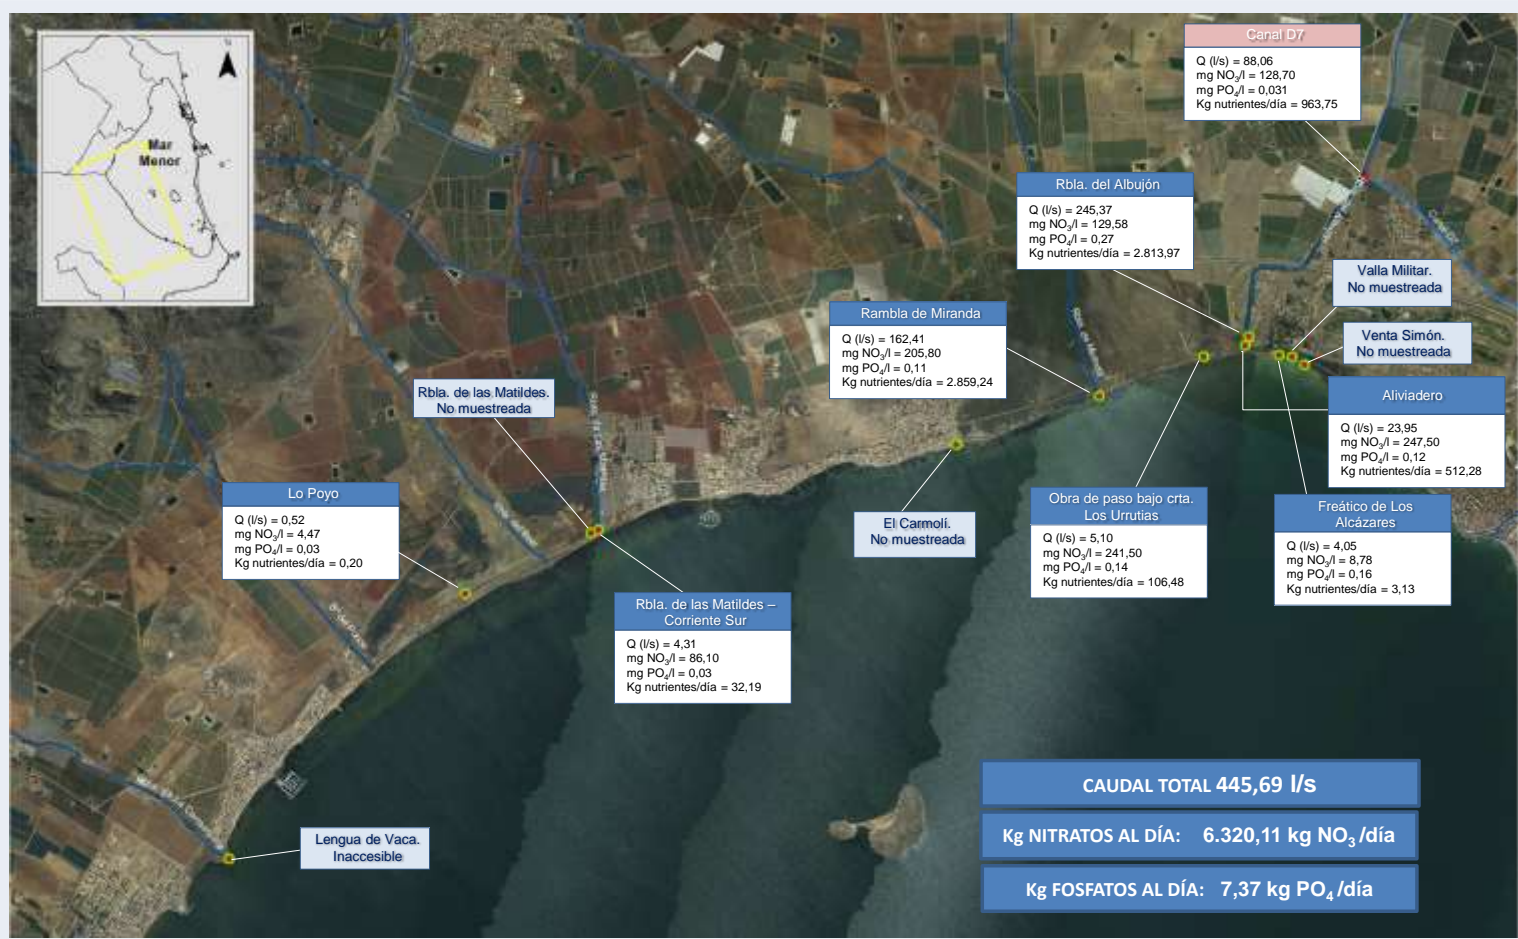 Mar
Menor
Canal D7
Q (l/s) = 88,06
mg NO₃/l = 128,70
mg PO₄/l = 0,031
Kg nutrientes/día = 963,75
Rbla. del Albujón
Q (l/s) = 245,37
mg NO₃/l = 129,58
mg PO₄/l = 0,27
Kg nutrientes/día = 2.813,97
Valla Militar.
No muestreada
Venta Simón.
No muestreada
Rambla de Miranda
Q (l/s) = 162,41
mg NO₃/l = 205,80
mg PO₄/l = 0,11
Kg nutrientes/día = 2.859,24
Rbla. de las Matildes.
No muestreada
Aliviadero
Q (l/s) = 23,95
mg NO₃/l = 247,50
mg PO₄/l = 0,12
Kg nutrientes/día = 512,28
Lo Poyo
Q (l/s) = 0,52
mg NO₃/l = 4,47
mg PO₄/l = 0,03
Kg nutrientes/día = 0,20
El Carmolí.
No muestreada
Obra de paso bajo crta.
Los Urrutias
Q (l/s) = 5,10
mg NO₃/l = 241,50
mg PO₄/l = 0,14
Kg nutrientes/día = 106,48
Freático de Los
Alcázares
Q (l/s) = 4,05
mg NO₃/l = 8,78
mg PO₄/l = 0,16
Kg nutrientes/día = 3,13
Rbla. de las Matildes –
Corriente Sur
Q (l/s) = 4,31
mg NO₃/l = 86,10
mg PO₄/l = 0,03
Kg nutrientes/día = 32,19
Lengua de Vaca.
Inaccesible
CAUDAL TOTAL 445,69 l/s
Kg NITRATOS AL DÍA: 6.320,11 kg NO₃ /día
Kg FOSFATOS AL DÍA: 7,37 kg PO₄ /día